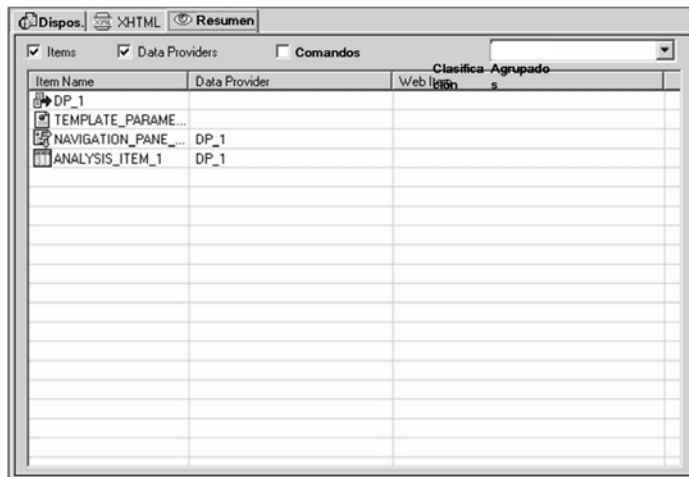 Dispos. XHTML Resumen
Items Data Providers Comandos
Clasifica Agrupado
ción s
Item Name Data Provider Web Item
DP_1
TEMPLATE_PARAME...
NAVIGATION_PANE_... DP_1
ANALYSIS_ITEM_1 DP_1